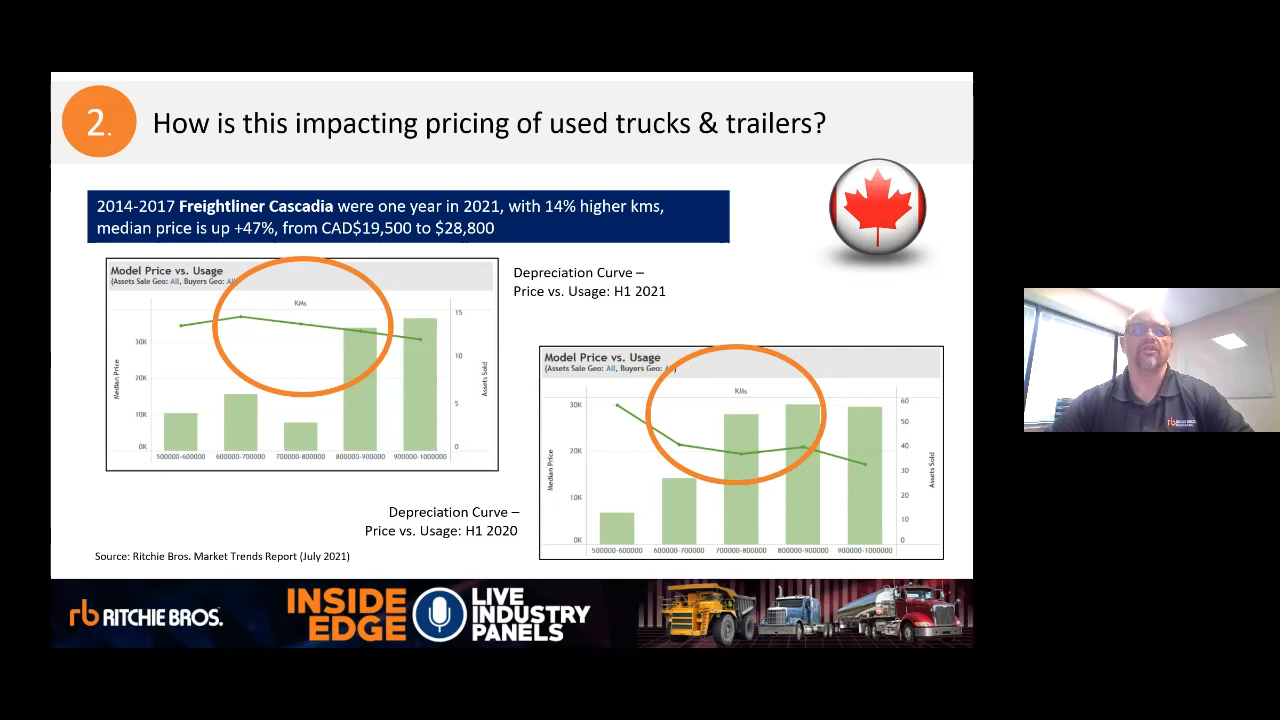 2.
How is this impacting pricing of used trucks & trailers?
2014-2017 Freightliner Cascadia were one year in 2021, with 14% higher kms,
median price is up +47%, from CAD$19,500 to $28,800
Model Price vs. Usage
(Assets Sale Geo: All, Buyers Geo: Al
KMs
Median Price
30K
20K
10K
0K
15
10
5
0
Assets Sold
500000-600000
600000-700000
700000-800000
800000-900000
900000-1000000
Depreciation Curve –
Price vs. Usage: H1 2021
Model Price vs. Usage
(Assets Sale Geo: All, Buyers Geo: All)
KMs
Median Price
30K
20K
10K
0K
60
50
40
30
20
10
0
Assets Sold
500000-600000
600000-700000
700000-800000
800000-900000
900000-1000000
Depreciation Curve –
Price vs. Usage: H1 2020
Source: Ritchie Bros. Market Trends Report (July 2021)
rb RITCHIE BROS.
INSIDE
EDGE
LIVE
INDUSTRY
PANELS
rb RITCHIE BROS.